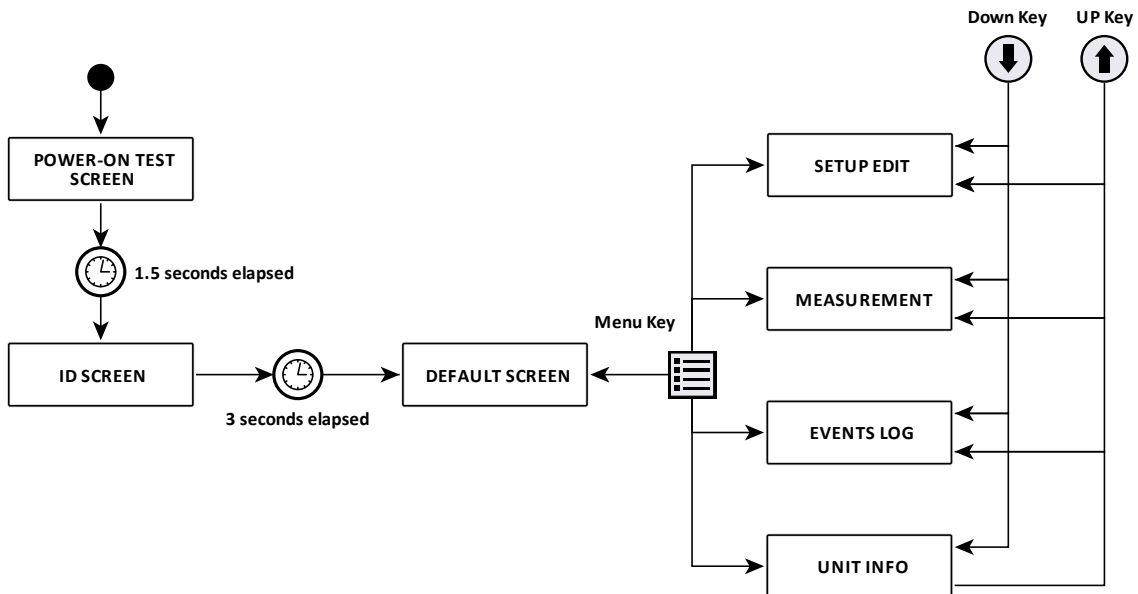 Down Key
UP Key
POWER-ON TEST
SCREEN
SETUP EDIT
1.5 seconds elapsed
MEASUREMENT
Menu Key
ID SCREEN
DEFAULT SCREEN
3 seconds elapsed
EVENTS LOG
UNIT INFO